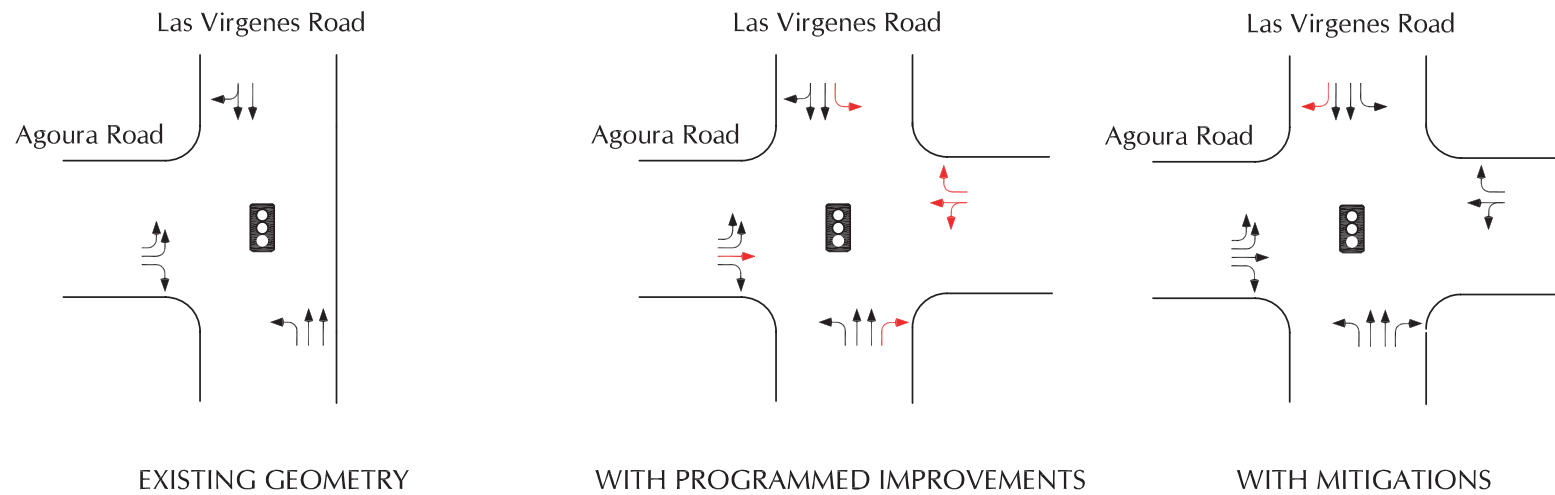 Las Virgenes Road
Agoura Road
EXISTING GEOMETRY
Las Virgenes Road
Agoura Road
WITH PROGRAMMED IMPROVEMENTS
Las Virgenes Road
Agoura Road
WITH MITIGATIONS